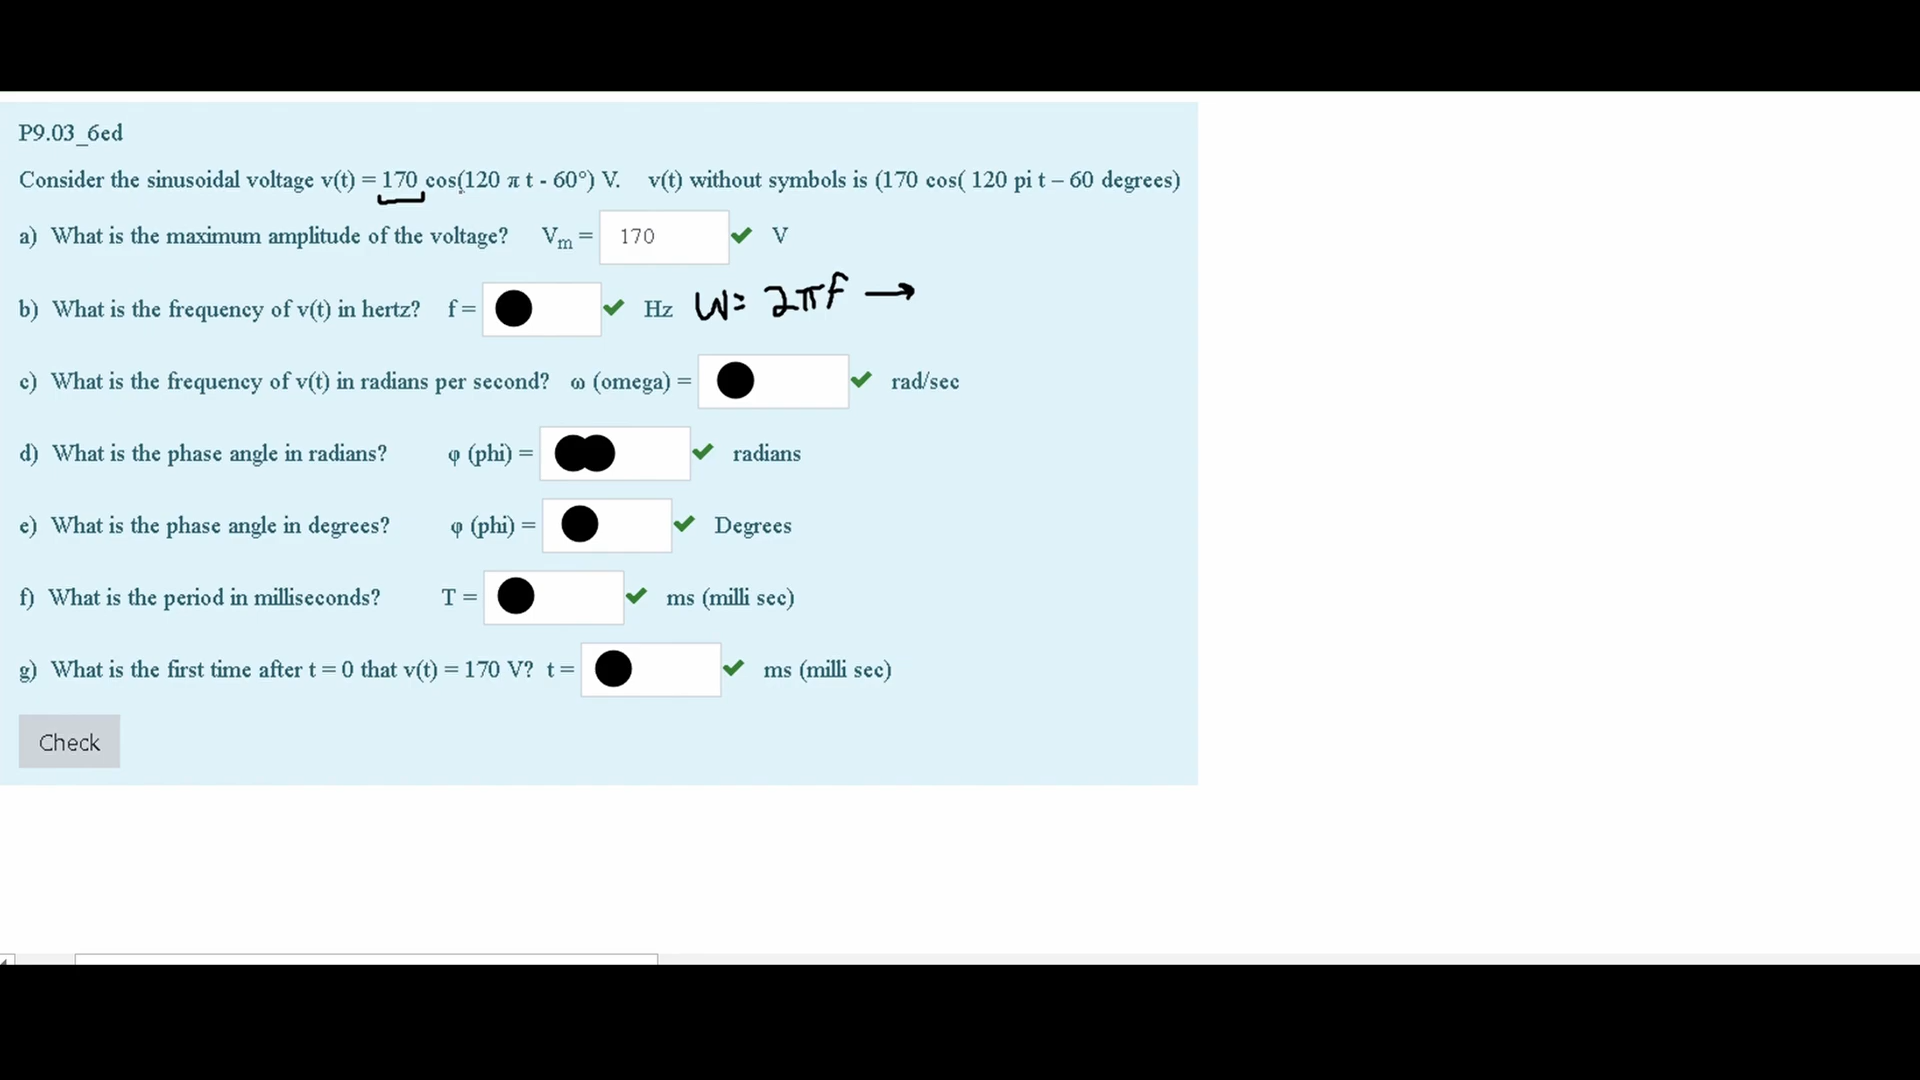 P9.03_6ed
Consider the sinusoidal voltage v(t) = 170 cos(120 π t - 60°) V. v(t) without symbols is (170 cos( 120 pi t – 60 degrees)
a) What is the maximum amplitude of the voltage? Vm = 170 V
b) What is the frequency of v(t) in hertz? f = Hz W = 2πf →
c) What is the frequency of v(t) in radians per second? ω (omega) = rad/sec
d) What is the phase angle in radians? φ (phi) = radians
e) What is the phase angle in degrees? φ (phi) = Degrees
f) What is the period in milliseconds? T = ms (milli sec)
g) What is the first time after t = 0 that v(t) = 170 V? t = ms (milli sec)
Check